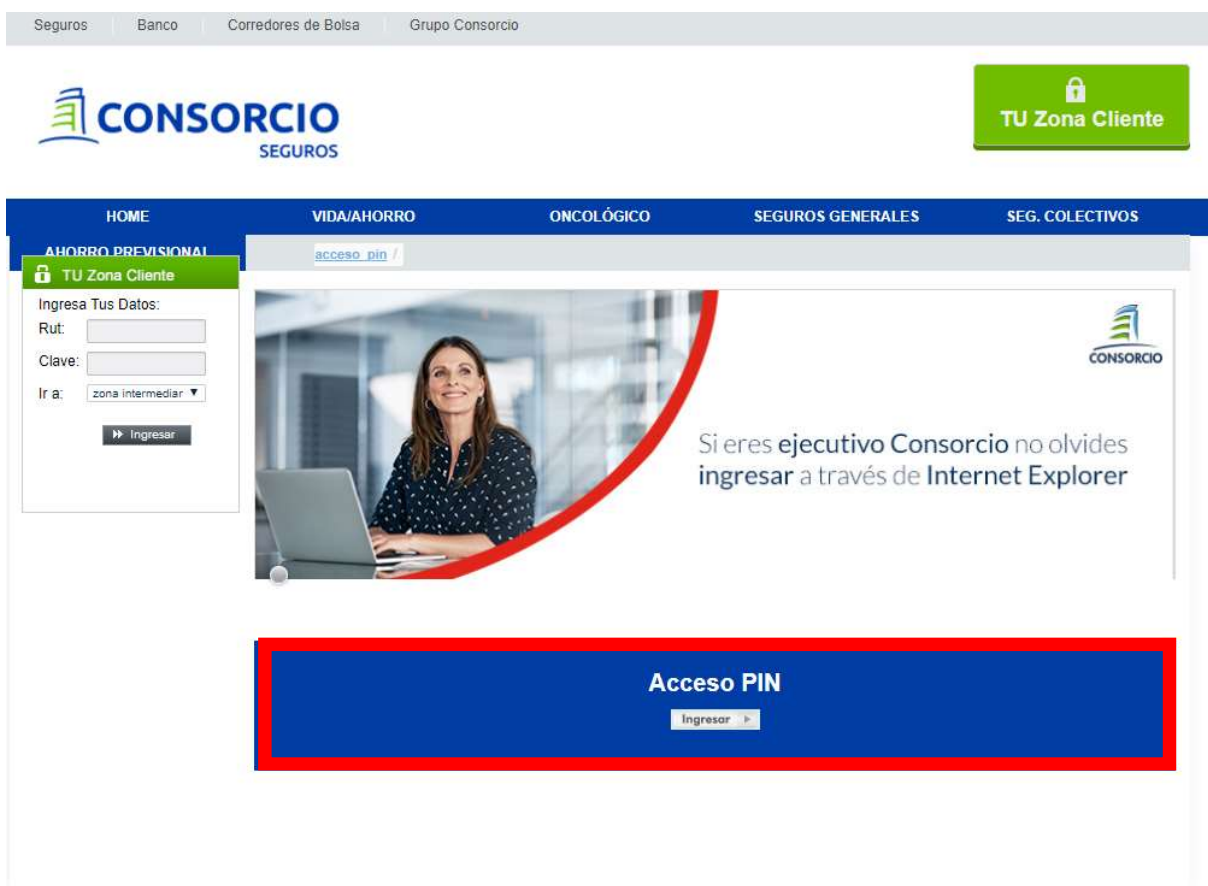 Seguros Banco Corredores de Bolsa Grupo Consorcio
CONSORCIO
SEGUROS
TU Zona Cliente
HOME VIDA/AHORRO ONCOLÓGICO SEGUROS GENERALES SEG. COLECTIVOS
AHORRO PREVISIONAL
acceso_pin /
TU Zona Cliente
Ingresa Tus Datos:
Rut:
Clave:
Ir a: zona intermediar
Ingresar
CONSORCIO
Si eres ejecutivo Consorcio no olvides
ingresar a través de Internet Explorer
Acceso PIN
Ingresar